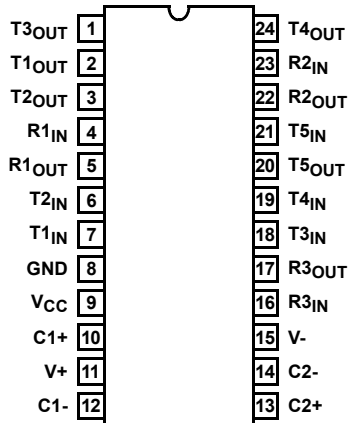 T3OUT 1 24 T4OUT
T1OUT 2 23 R2IN
T2OUT 3 22 R2OUT
R1IN 4 21 T5IN
R1OUT 5 20 T5OUT
T2IN 6 19 T4IN
T1IN 7 18 T3IN
GND 8 17 R3OUT
VCC 9 16 R3IN
C1+ 10 15 V-
V+ 11 14 C2-
C1- 12 13 C2+